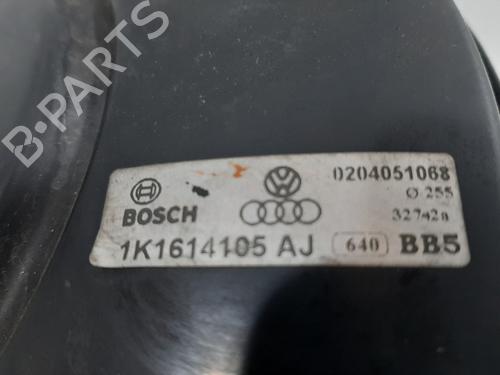 B-PARTS
BOSCH
0204051068
Ø 255
32742a
1K1614105 AJ
640
BB5